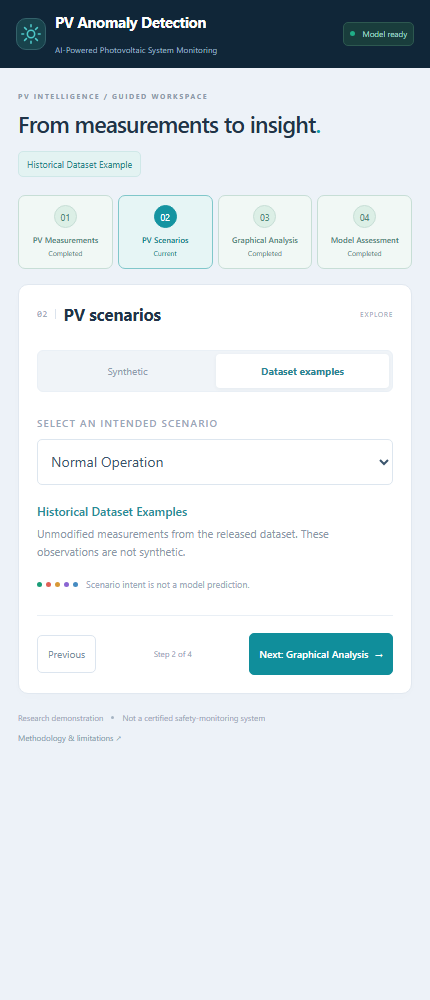 PV Anomaly Detection
AI-Powered Photovoltaic System Monitoring
Model ready
PV INTELLIGENCE / GUIDED WORKSPACE
From measurements to insight.
Historical Dataset Example
01
PV Measurements
Completed
02
PV Scenarios
Current
03
Graphical Analysis
Completed
04
Model Assessment
Completed
02 | PV scenarios
EXPLORE
Synthetic
Dataset examples
SELECT AN INTENDED SCENARIO
Normal Operation
Historical Dataset Examples
Unmodified measurements from the released dataset. These
observations are not synthetic.
Scenario intent is not a model prediction.
Previous
Step 2 of 4
Next: Graphical Analysis →
Research demonstration • Not a certified safety-monitoring system
Methodology & limitations ↗